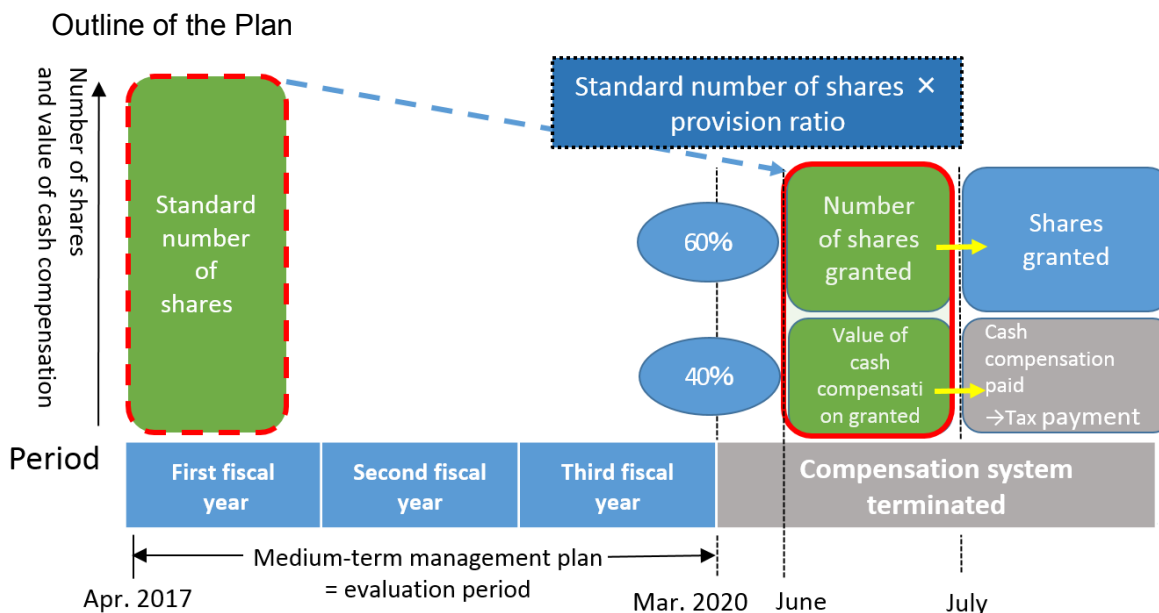 Outline of the Plan
Number of shares
and value of cash compensation
Standard
number
of
shares
Standard number of shares ×
provision ratio
60%
Number
of shares
granted
Shares
granted
40%
Value of
cash
compensati
on granted
Cash
compensation
paid
→Tax payment
Period
First fiscal
year
Second fiscal
year
Third fiscal
year
Compensation system
terminated
Medium-term management plan
= evaluation period
Apr. 2017
Mar. 2020
June
July